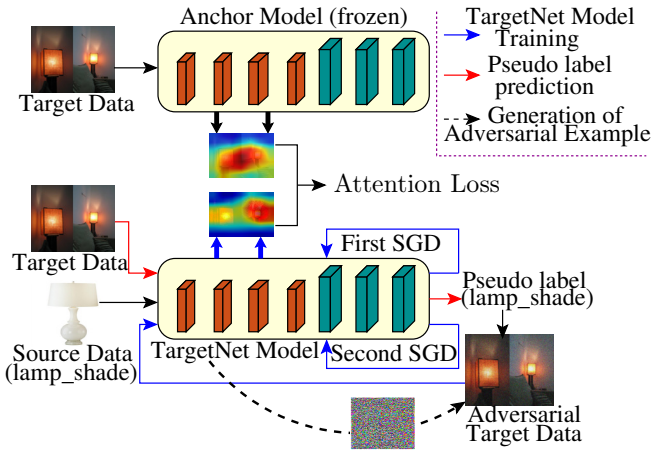 Anchor Model (frozen)
Target Data
TargetNet Model
Training
Pseudo label
prediction
Generation of
Adversarial Example
Attention Loss
Target Data
First SGD
Pseudo label
(lamp_shade)
Source Data
(lamp_shade)
TargetNet Model
Second SGD
Adversarial
Target Data